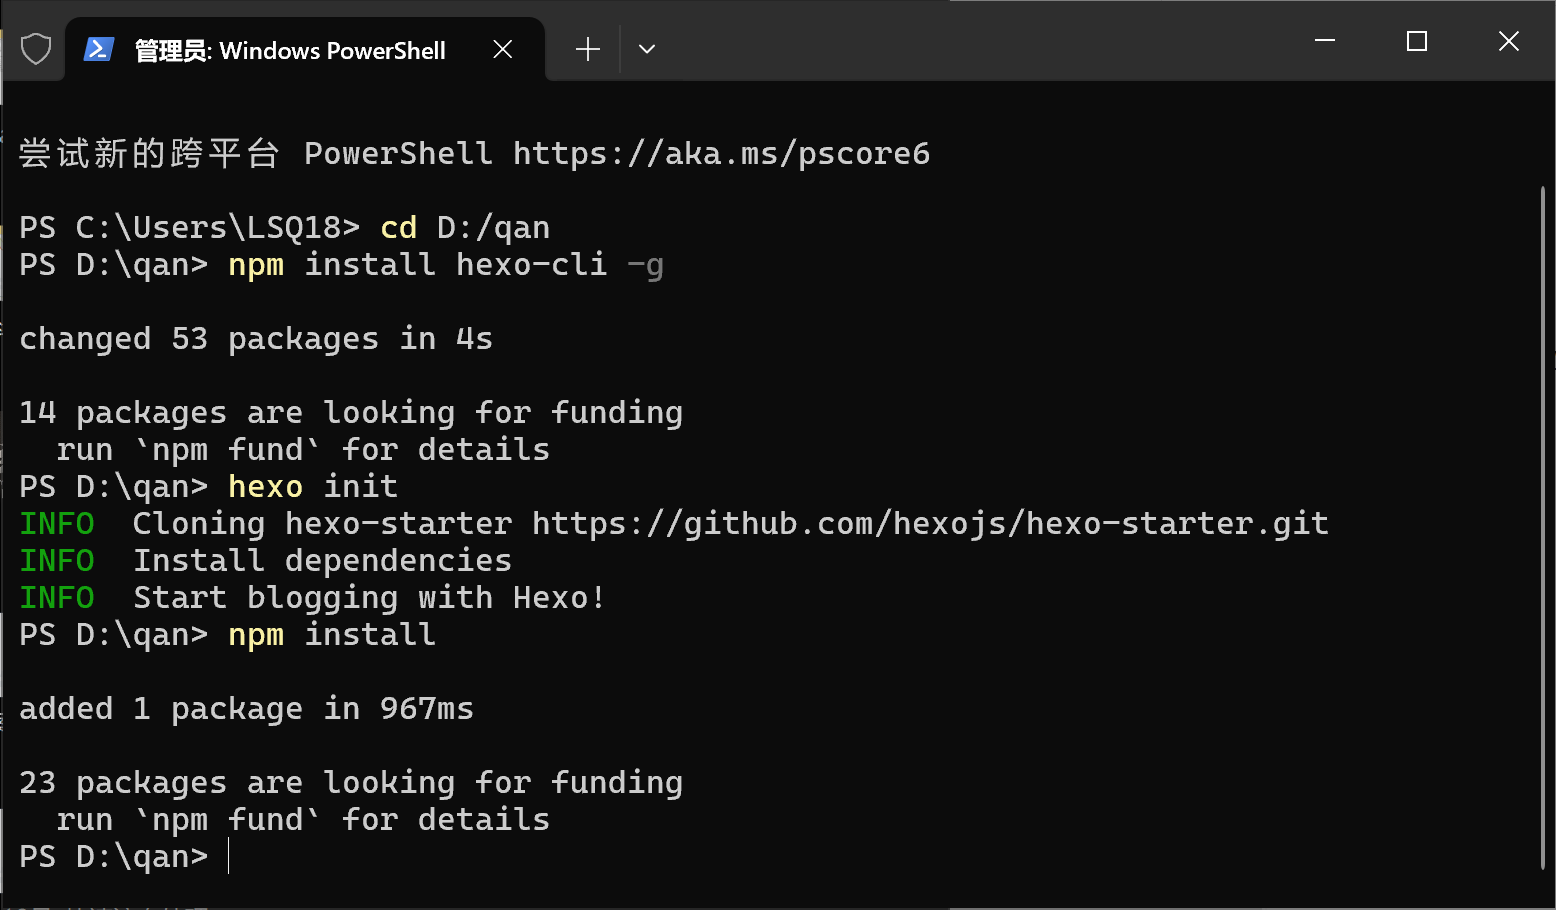 管理员: Windows PowerShell
尝试新的跨平台 PowerShell https://aka.ms/pscore6
PS C:\Users\LSQ18> cd D:/qan
PS D:\qan> npm install hexo-cli -g
changed 53 packages in 4s
14 packages are looking for funding
  run `npm fund` for details
PS D:\qan> hexo init
INFO  Cloning hexo-starter https://github.com/hexojs/hexo-starter.git
INFO  Install dependencies
INFO  Start blogging with Hexo!
PS D:\qan> npm install
added 1 package in 967ms
23 packages are looking for funding
  run `npm fund` for details
PS D:\qan>